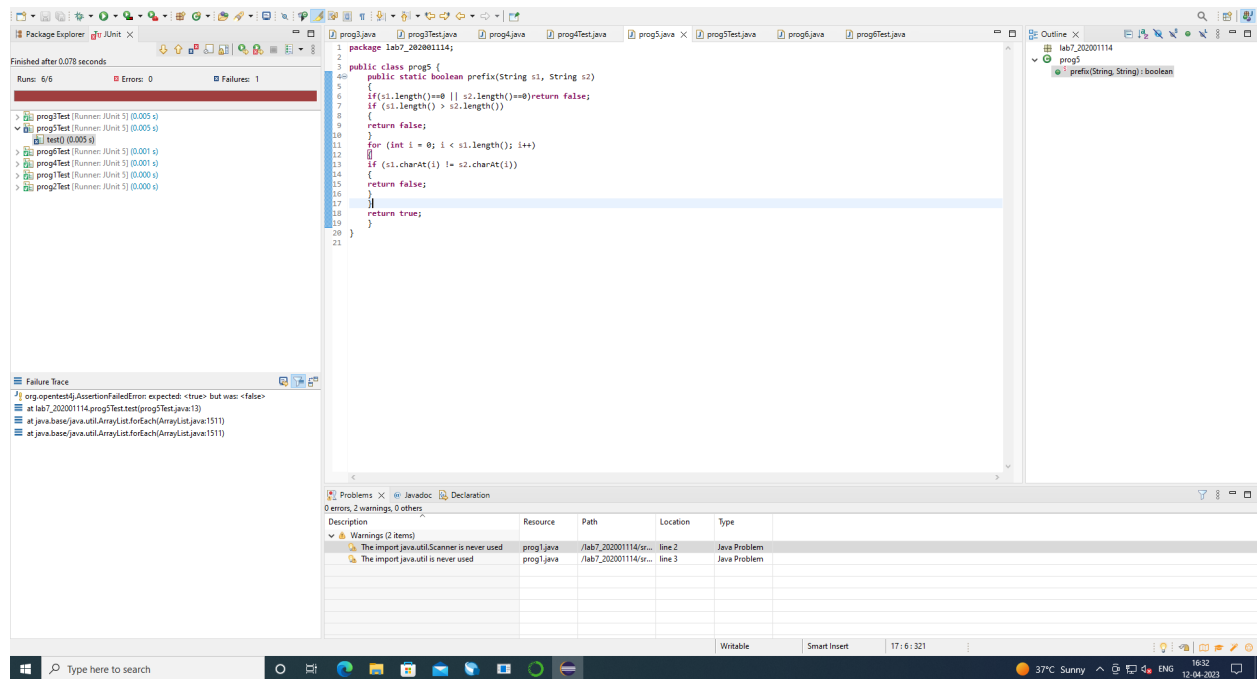 Package Explorer JUnit
prog3.java prog3Test.java prog4.java prog4Test.java prog5.java prog5Test.java prog6.java prog6Test.java
Outline
Finished after 0.078 seconds
Runs: 6/6 Errors: 0 Failures: 1
prog3Test [Runner: JUnit 5] (0.005 s)
prog5Test [Runner: JUnit 5] (0.005 s)
test() (0.005 s)
prog6Test [Runner: JUnit 5] (0.001 s)
prog4Test [Runner: JUnit 5] (0.001 s)
prog1Test [Runner: JUnit 5] (0.000 s)
prog2Test [Runner: JUnit 5] (0.000 s)
Failure Trace
org.opentest4j.AssertionFailedError: expected: <true> but was: <false>
at lab7_202001114.prog5Test.test(prog5Test.java:13)
at java.base/java.util.ArrayList.forEach(ArrayList.java:1511)
at java.base/java.util.ArrayList.forEach(ArrayList.java:1511)
1 package lab7_202001114;
2
3 public class prog5 {
4 public static boolean prefix(String s1, String s2)
5 {
6 if(s1.length()==0 || s2.length()==0)return false;
7 if (s1.length() > s2.length())
8 {
9 return false;
10 }
11 for (int i = 0; i < s1.length(); i++)
12 {
13 if (s1.charAt(i) != s2.charAt(i))
14 {
15 return false;
16 }
17 }
18 return true;
19 }
20 }
21
lab7_202001114
prog5
prefix(String, String) : boolean
Problems Javadoc Declaration
0 errors, 2 warnings, 0 others
Description Resource Path Location Type
Warnings (2 items)
The import java.util.Scanner is never used prog1.java /lab7_202001114/sr... line 2 Java Problem
The import java.util is never used prog1.java /lab7_202001114/sr... line 3 Java Problem
Writable Smart Insert 17 : 6 : 321
Type here to search
37°C Sunny ENG 16:32
12-04-2023